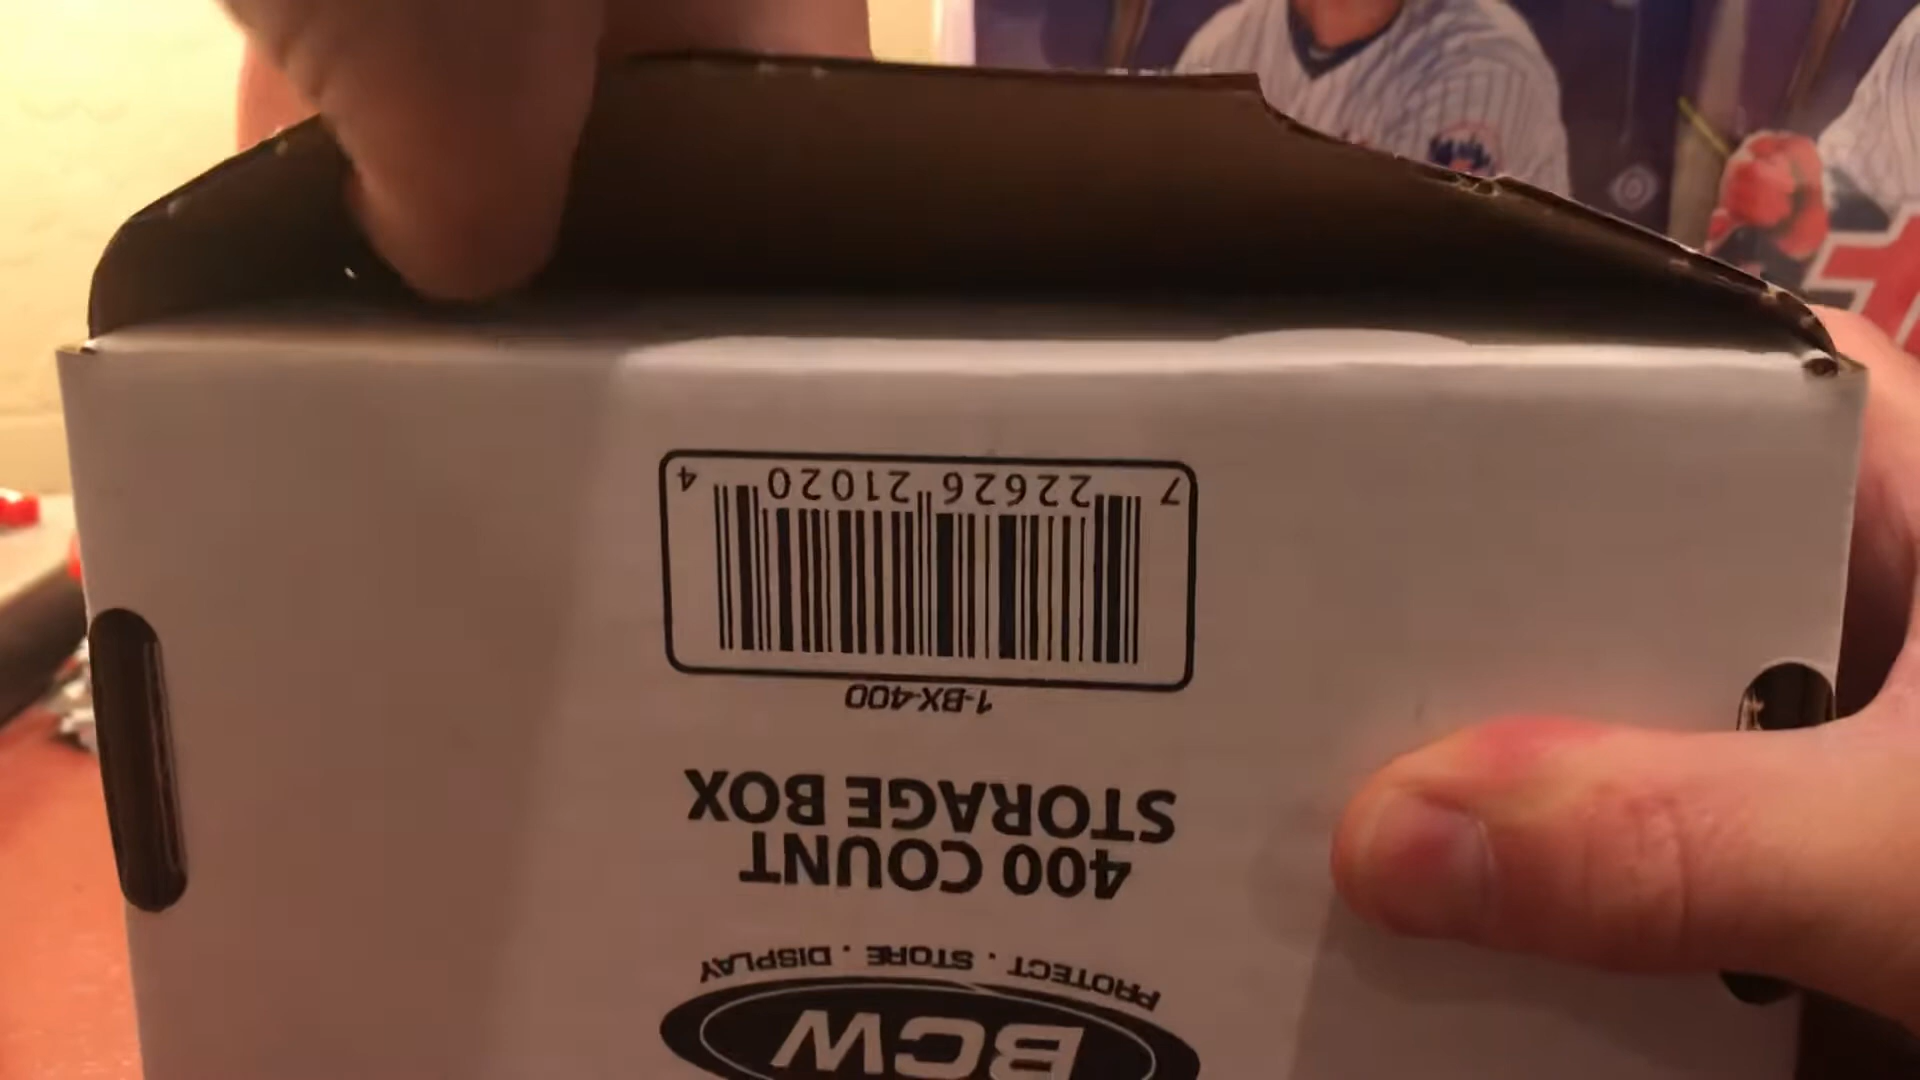 BCW
PROTECT . STORE . DISPLAY
400 COUNT
STORAGE BOX
1-BX-400
7 22626 21020 4